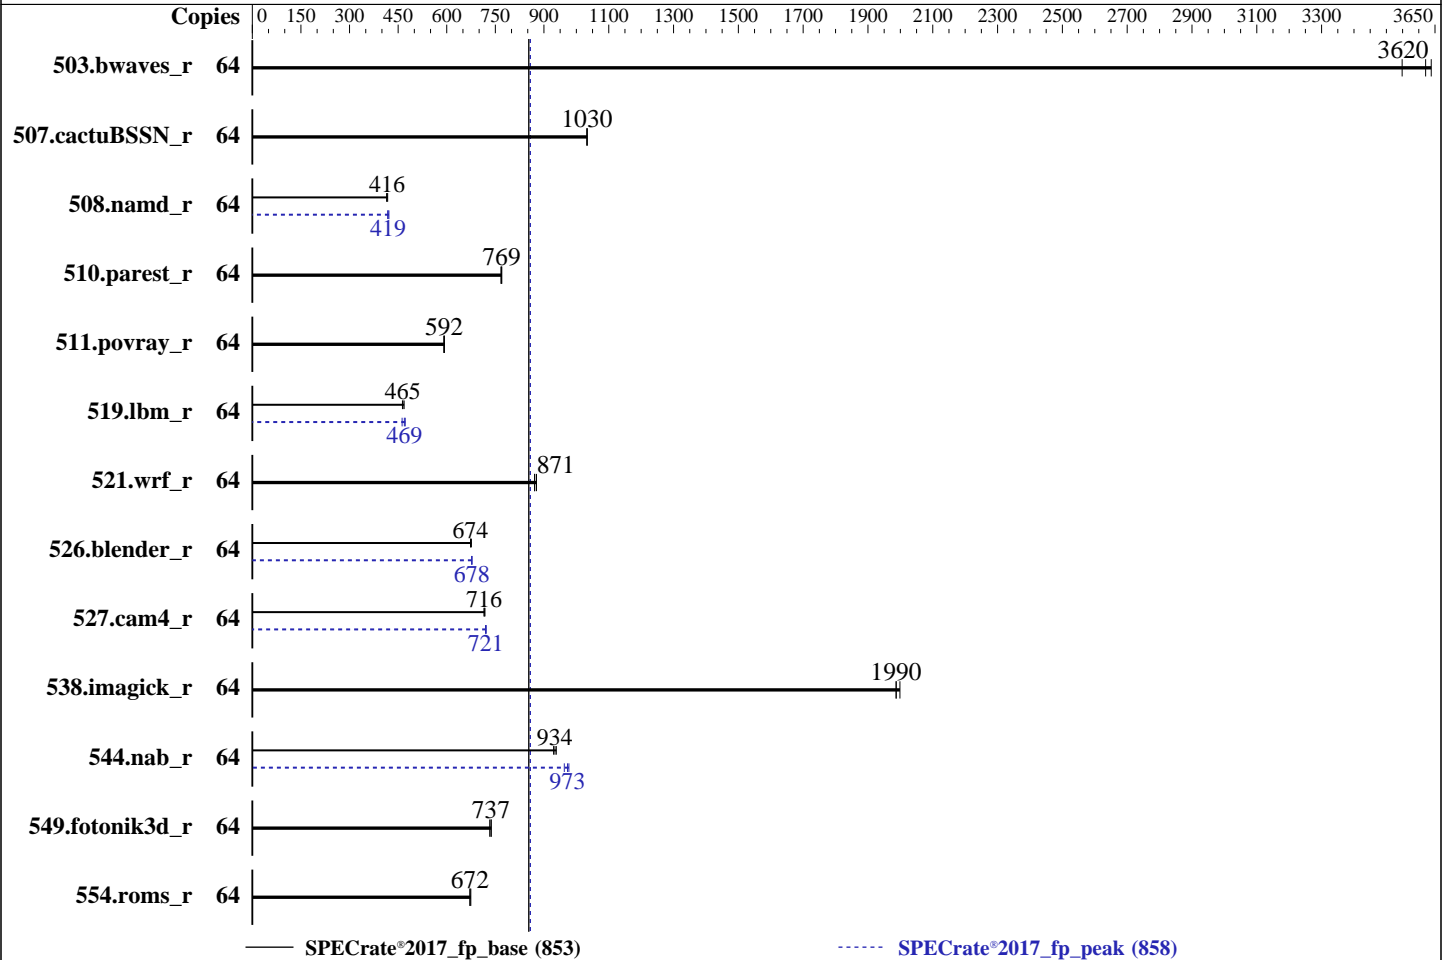 Copies 0 150 300 450 600 750 900 1100 1300 1500 1700 1900 2100 2300 2500 2700 2900 3100 3300 3650
503.bwaves_r 64 3620
507.cactuBSSN_r 64 1030
508.namd_r 64 416
419
510.parest_r 64 769
511.povray_r 64 592
519.lbm_r 64 465
469
521.wrf_r 64 871
526.blender_r 64 674
678
527.cam4_r 64 716
721
538.imagick_r 64 1990
544.nab_r 64 934
973
549.fotonik3d_r 64 737
554.roms_r 64 672
SPECrate®2017_fp_base (853) SPECrate®2017_fp_peak (858)